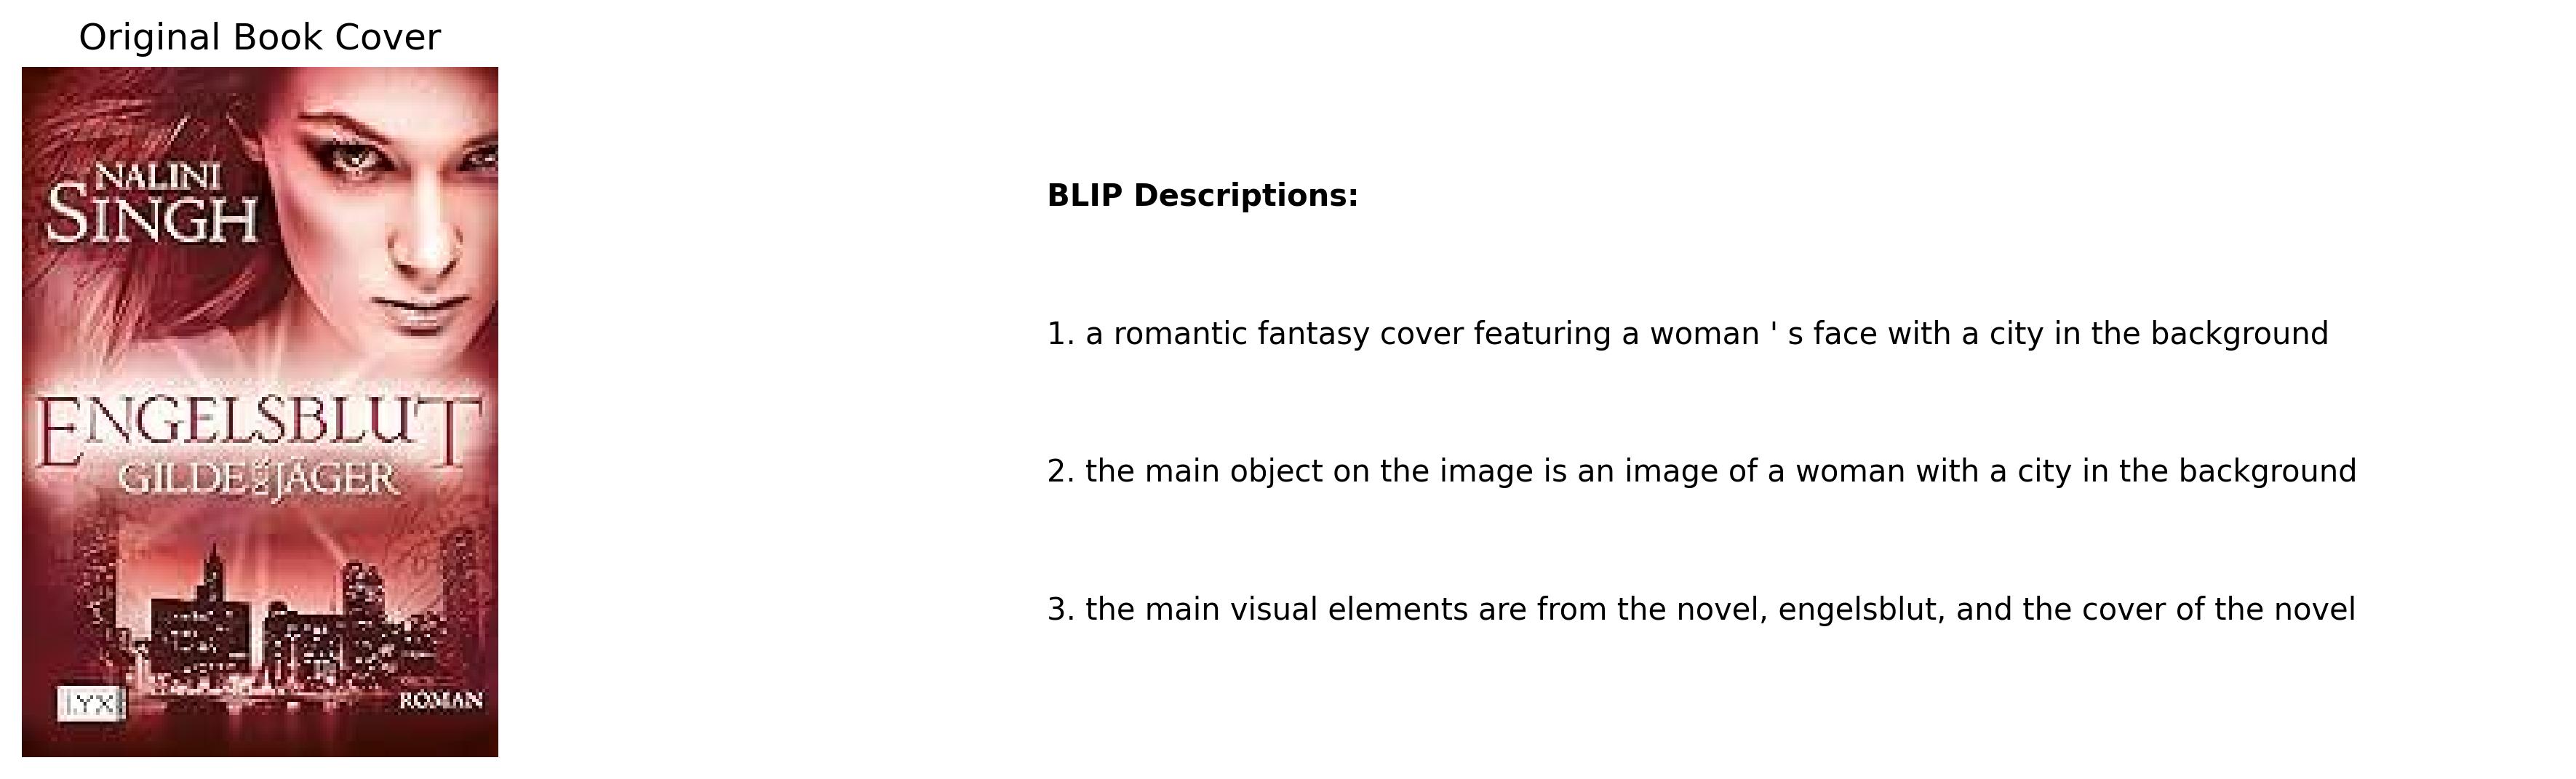 Original Book Cover
NALINI
SINGH
ENGELSBLUT
GILDE DER JÄGER
LYX
ROMAN
BLIP Descriptions:
1. a romantic fantasy cover featuring a woman ' s face with a city in the background
2. the main object on the image is an image of a woman with a city in the background
3. the main visual elements are from the novel, engelsblut, and the cover of the novel